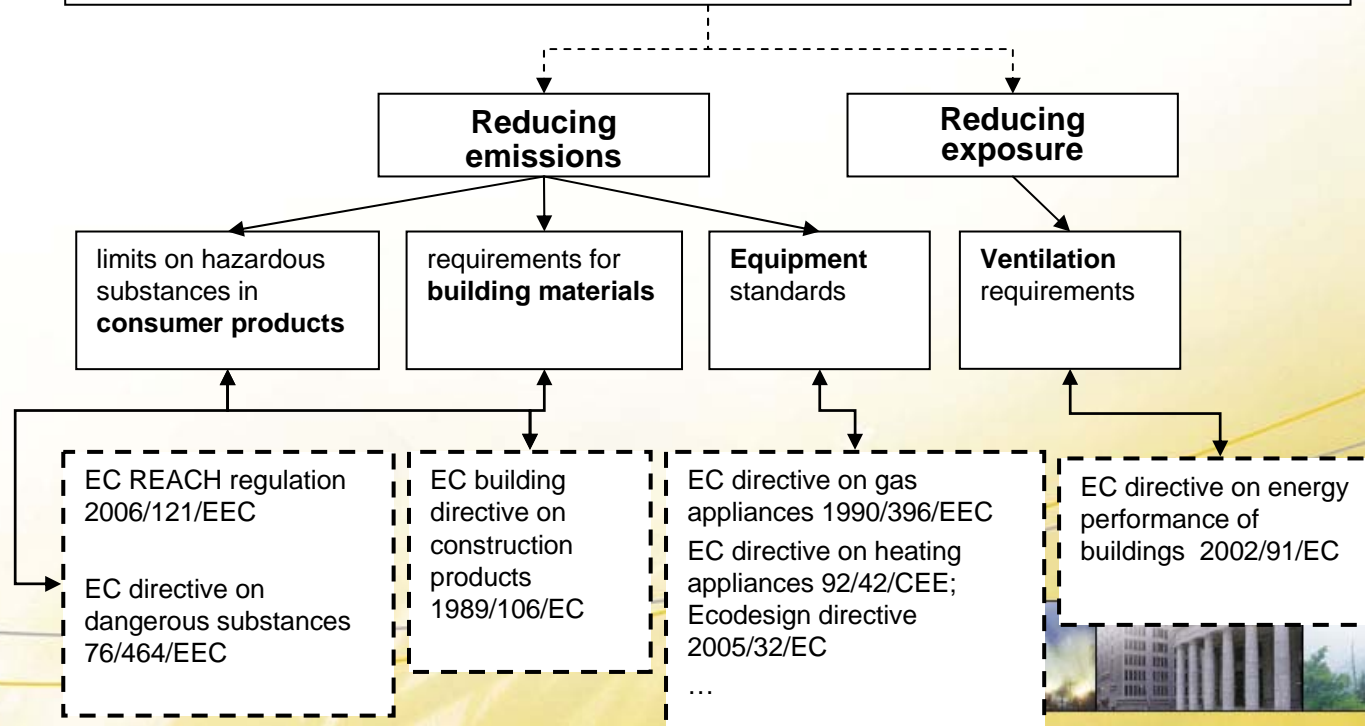 Reducing
emissions
Reducing
exposure
limits on hazardous
substances in
consumer products
requirements for
building materials
Equipment
standards
Ventilation
requirements
EC REACH regulation
2006/121/EEC
EC directive on
dangerous substances
76/464/EEC
EC building
directive on
construction
products
1989/106/EC
EC directive on gas
appliances 1990/396/EEC
EC directive on heating
appliances 92/42/CEE;
Ecodesign directive
2005/32/EC
…
EC directive on energy
performance of
buildings 2002/91/EC